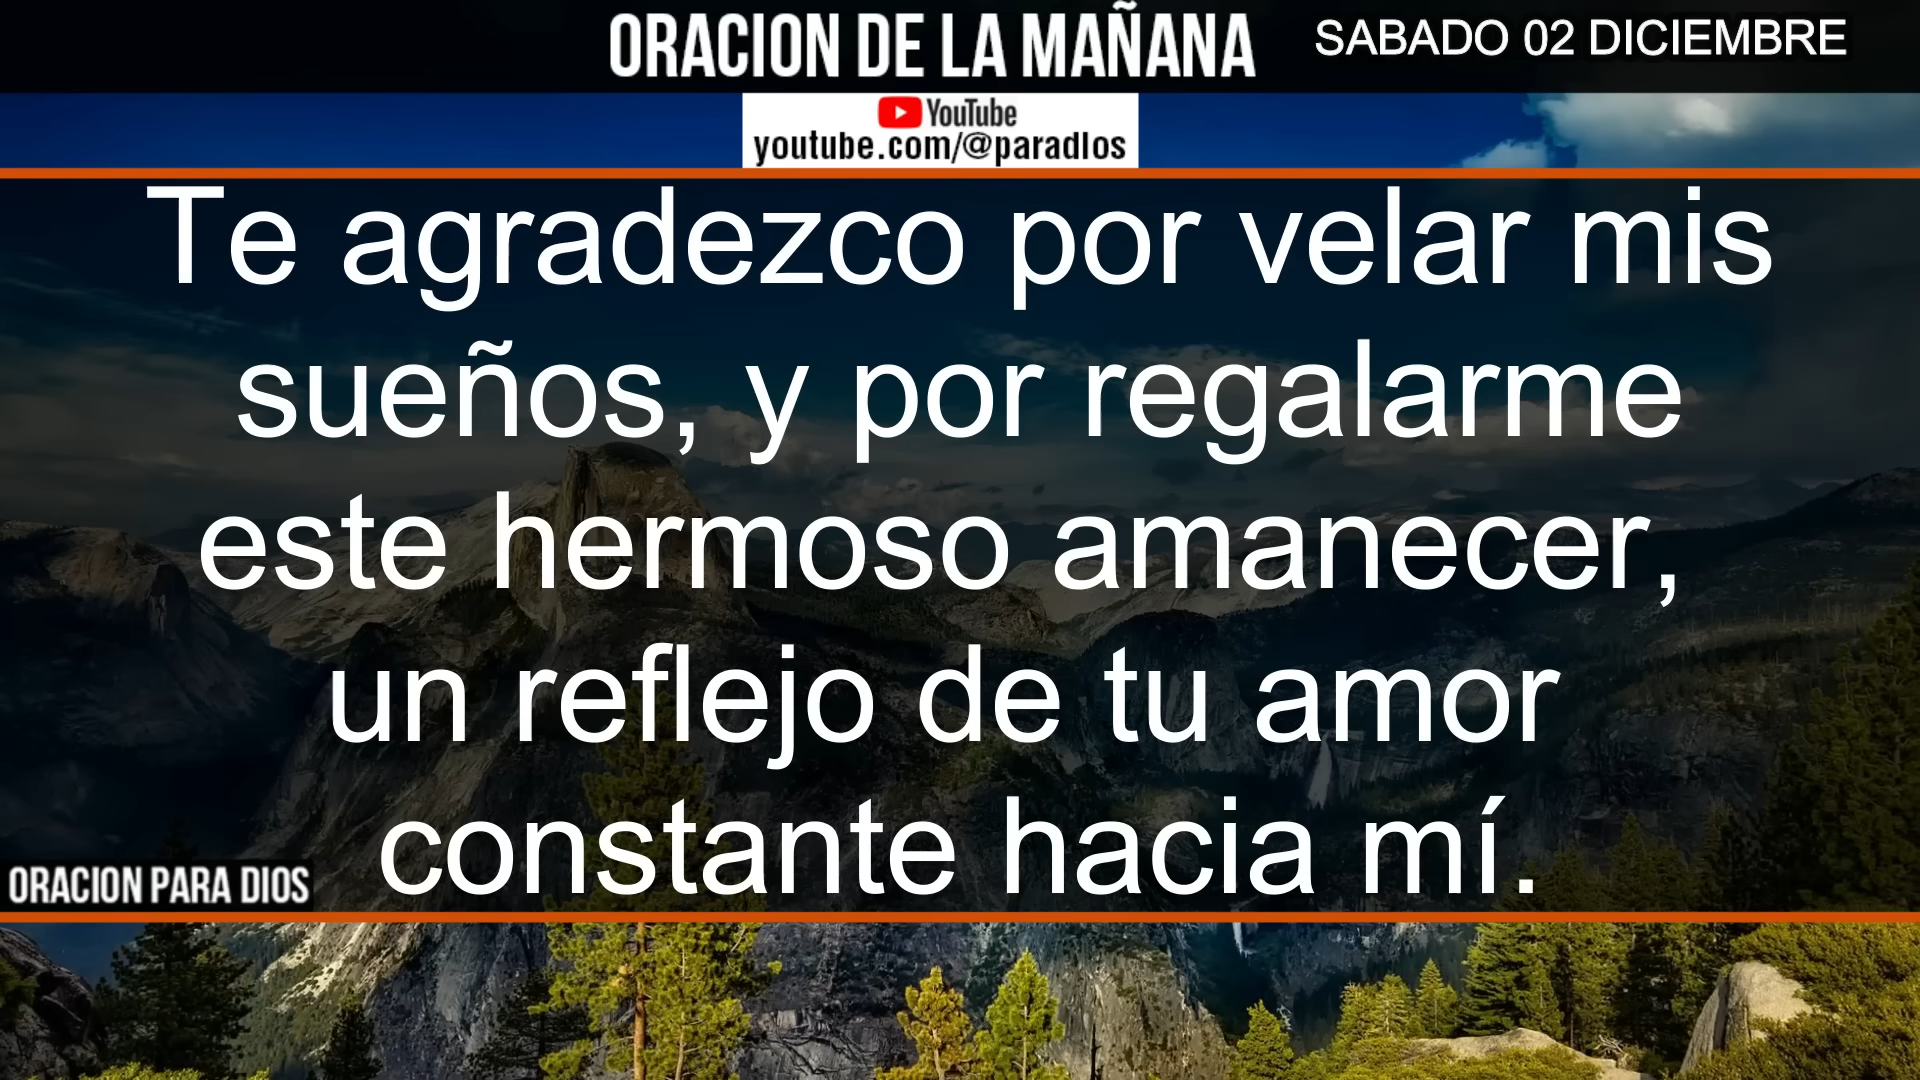 ORACION DE LA MAÑANA
SABADO 02 DICIEMBRE
YouTube
youtube.com/@paradIos
Te agradezco por velar mis
sueños, y por regalarme
este hermoso amanecer,
un reflejo de tu amor
constante hacia mí.
ORACION PARA DIOS